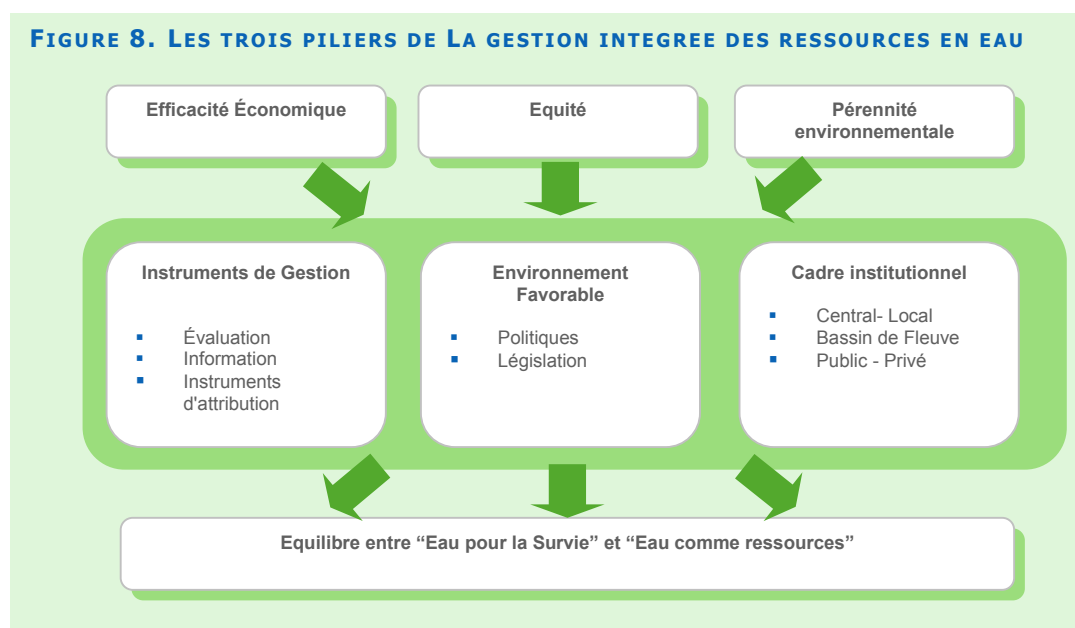 FIGURE 8. LES TROIS PILIERS DE LA GESTION INTEGREE DES RESSOURCES EN EAU
Efficacité Économique
Equité
Pérennité
environnementale
Instruments de Gestion
▪ Évaluation
▪ Information
▪ Instruments
d'attribution
Environnement
Favorable
▪ Politiques
▪ Législation
Cadre institutionnel
▪ Central- Local
▪ Bassin de Fleuve
▪ Public - Privé
Equilibre entre “Eau pour la Survie” et “Eau comme ressources”